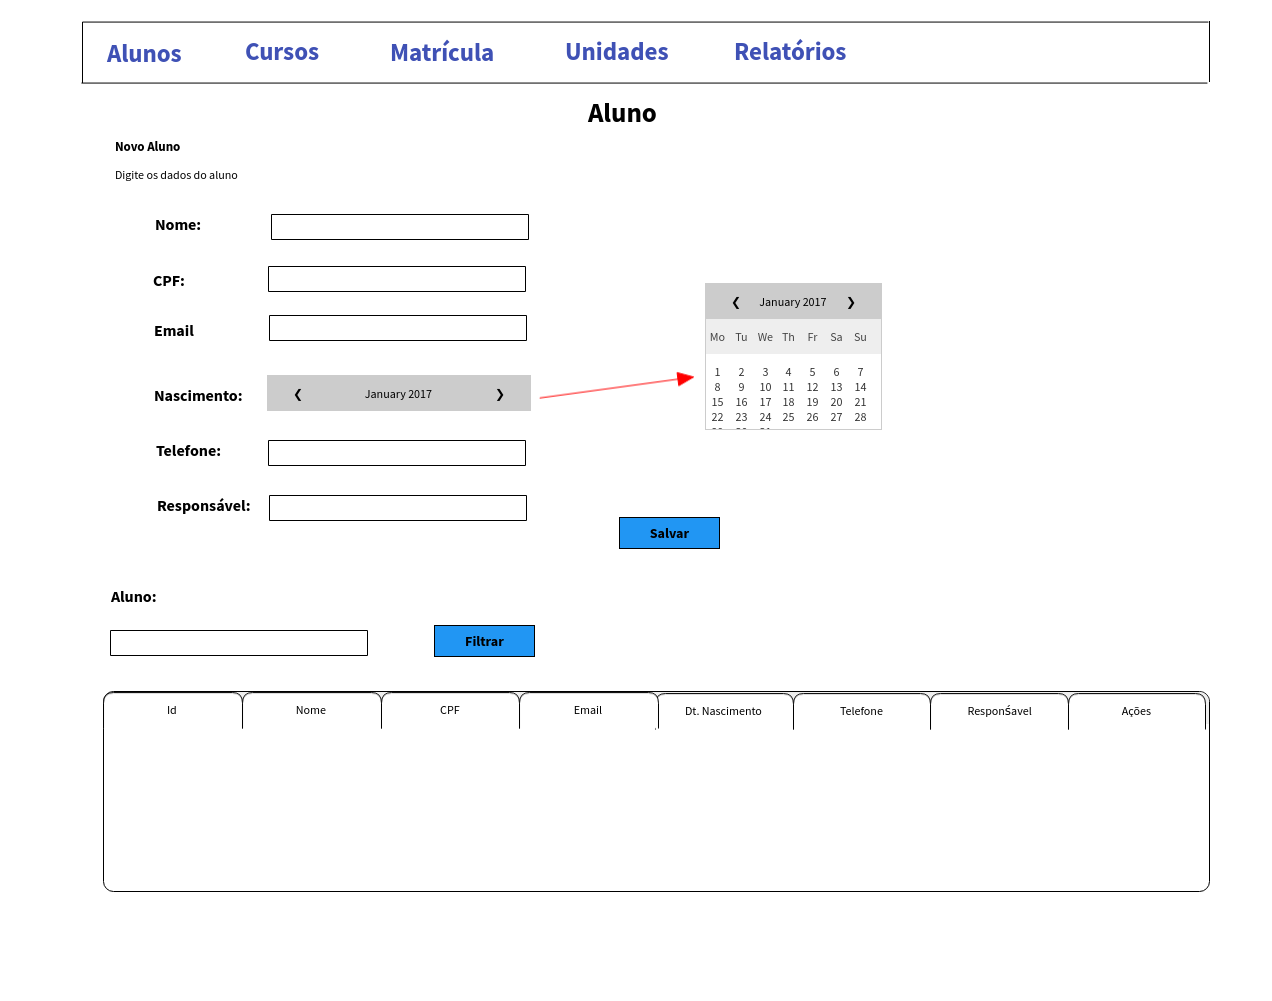 Alunos Cursos Matrícula Unidades Relatórios
Aluno
Novo Aluno
Digite os dados do aluno
Nome:
CPF:
Email
Nascimento: ❮ January 2017 ❯
Telefone:
Responsável:
❮ January 2017 ❯
Mo Tu We Th Fr Sa Su
1 2 3 4 5 6 7
8 9 10 11 12 13 14
15 16 17 18 19 20 21
22 23 24 25 26 27 28
Salvar
Aluno:
Filtrar
Id Nome CPF Email Dt. Nascimento Telefone Responśavel Ações